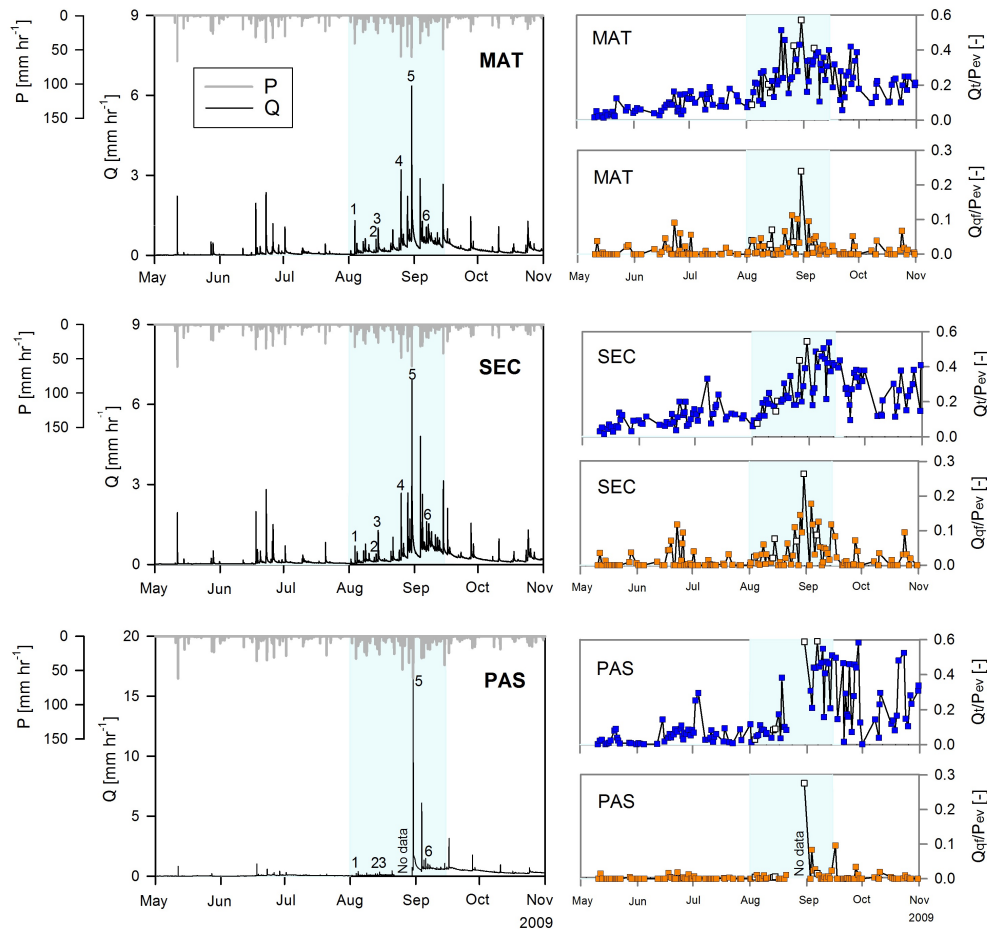 P [mm hr-1]
0
50
100
150
Q [mm hr-1]
9
6
3
0
MAT
P
Q
1
2
3
4
5
6
May
Jun
Jul
Aug
Sep
Oct
Nov
MAT
0.6
0.4
0.2
0.0
Qt/Pev [-]
MAT
0.3
0.2
0.1
0.0
Qqf/Pev [-]
May
Jun
Jul
Aug
Sep
Oct
Nov
P [mm hr-1]
0
50
100
150
Q [mm hr-1]
9
6
3
0
SEC
1
2
3
4
5
6
May
Jun
Jul
Aug
Sep
Oct
Nov
SEC
0.6
0.4
0.2
0.0
Qt/Pev [-]
SEC
0.3
0.2
0.1
0.0
Qqf/Pev [-]
May
Jun
Jul
Aug
Sep
Oct
Nov
P [mm hr-1]
0
50
100
150
Q [mm hr-1]
20
15
10
5
0
PAS
1
23
No data
5
6
May
Jun
Jul
Aug
Sep
Oct
Nov
2009
PAS
0.6
0.4
0.2
0.0
Qt/Pev [-]
PAS
No data
0.3
0.2
0.1
0.0
Qqf/Pev [-]
May
Jun
Jul
Aug
Sep
Oct
Nov
2009